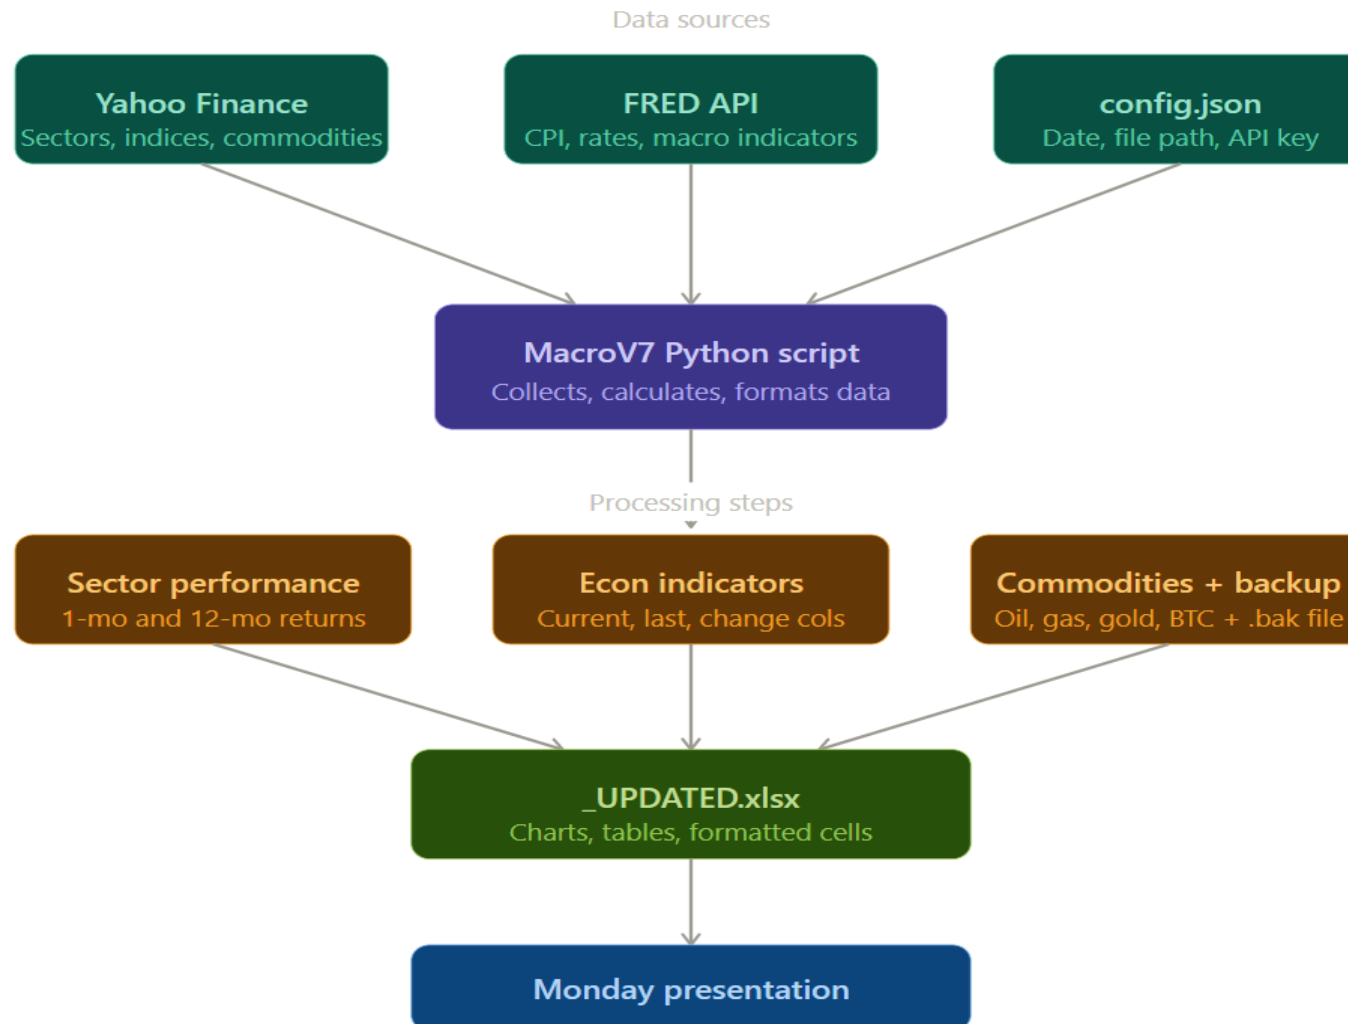 Data sources
Yahoo Finance
Sectors, indices, commodities
FRED API
CPI, rates, macro indicators
config.json
Date, file path, API key
MacroV7 Python script
Collects, calculates, formats data
Processing steps
Sector performance
1-mo and 12-mo returns
Econ indicators
Current, last, change cols
Commodities + backup
Oil, gas, gold, BTC + .bak file
_UPDATED.xlsx
Charts, tables, formatted cells
Monday presentation